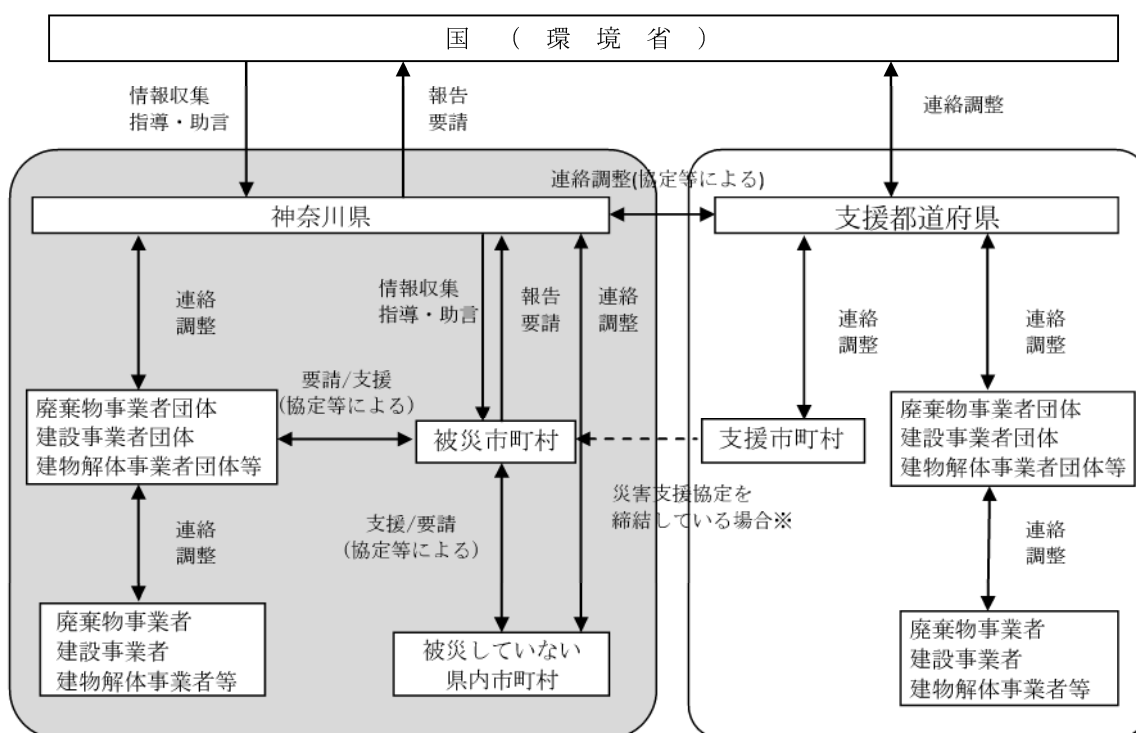 国（環境省）
情報収集
指導・助言
報告
要請
連絡調整
連絡調整(協定等による)
神奈川県
支援都道府県
連絡
調整
情報収集
指導・助言
報告
要請
連絡
調整
連絡
調整
連絡
調整
要請/支援
(協定等による)
廃棄物事業者団体
建設事業者団体
建物解体事業者団体等
被災市町村
支援市町村
廃棄物事業者団体
建設事業者団体
建物解体事業者団体等
災害支援協定を
締結している場合※
連絡
調整
支援/要請
(協定等による)
連絡
調整
廃棄物事業者
建設事業者
建物解体事業者等
被災していない
県内市町村
廃棄物事業者
建設事業者
建物解体事業者等